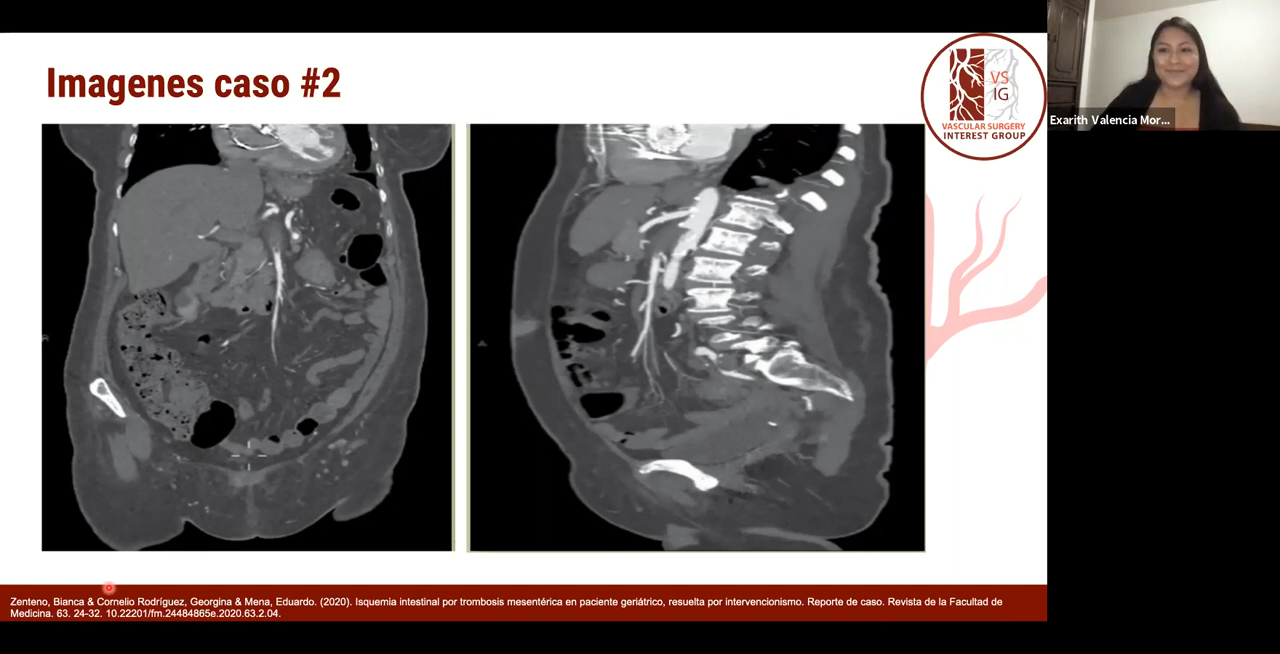 Imagenes caso #2
VS
IG
VASCULAR SURGERY
INTEREST GROUP
Exarith Valencia Mor...
Zenteno, Bianca & Cornelio Rodríguez, Georgina & Mena, Eduardo. (2020). Isquemia intestinal por trombosis mesentérica en paciente geriátrico, resuelta por intervencionismo. Reporte de caso. Revista de la Facultad de
Medicina. 63. 24-32. 10.22201/fm.24484865e.2020.63.2.04.